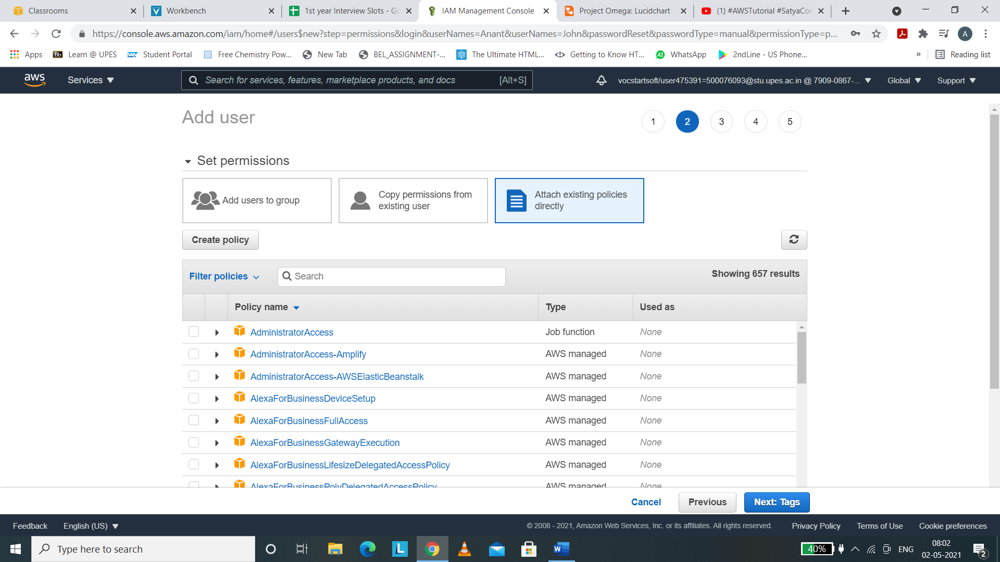 Classrooms
Workbench
1st year Interview Slots - Go
IAM Management Console
Project Omega: Lucidchart
(1) #AWSTutorial #SatyaCod
https://console.aws.amazon.com/iam/home#/users$new?step=permissions&login&userNames=Anant&userNames=John&passwordReset&passwordType=manual&permissionType=p...
A
Apps
Bb
Learn @ UPES
SAP
Student Portal
Free Chemistry Pow...
New Tab
BEL_ASSIGNMENT-...
The Ultimate HTML...
Getting to Know HT...
42
WhatsApp
2ndLine - US Phone...
»
Reading list
aws
Services
Search for services, features, marketplace products, and docs
[Alt+S]
vocstartsoft/user475391=500076093@stu.upes.ac.in @ 7909-0867-...
Global
Support
Add user
1
2
3
4
5
Set permissions
Add users to group
Copy permissions from
existing user
Attach existing policies
directly
Create policy
Filter policies
Search
Showing 657 results
Policy name
Type
Used as
AdministratorAccess
Job function
None
AdministratorAccess-Amplify
AWS managed
None
AdministratorAccess-AWSElasticBeanstalk
AWS managed
None
AlexaForBusinessDeviceSetup
AWS managed
None
AlexaForBusinessFullAccess
AWS managed
None
AlexaForBusinessGatewayExecution
AWS managed
None
AlexaForBusinessLifesizeDelegatedAccessPolicy
AWS managed
None
AlexaForBusinessPolyDelegatedAccessPolicy
AWS managed
None
Cancel
Previous
Next: Tags
Feedback
English (US)
© 2008 - 2021, Amazon Web Services, Inc. or its affiliates. All rights reserved.
Privacy Policy
Terms of Use
Cookie preferences
Type here to search
L
W
40%
ENG
08:02
02-05-2021
2